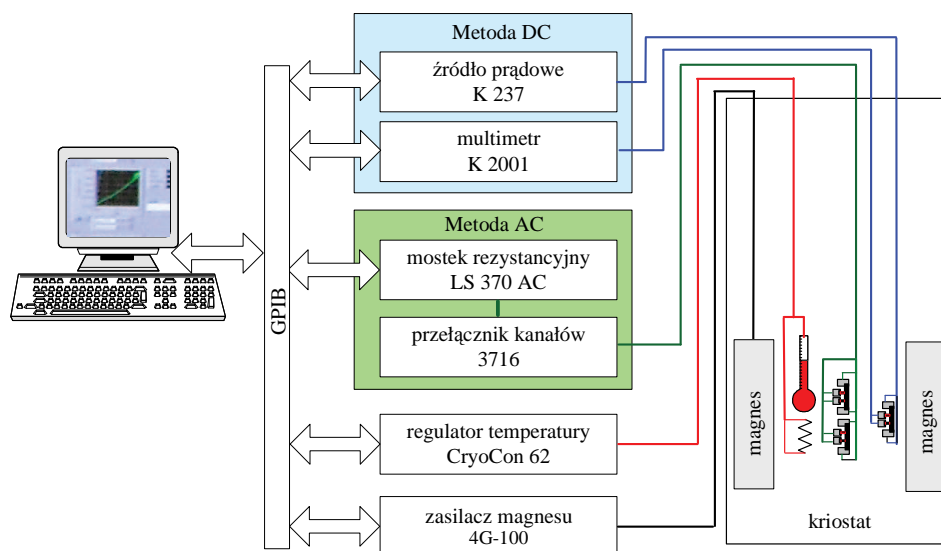 Metoda DC
źródło prądowe
K 237
multimetr
K 2001
Metoda AC
mostek rezystancyjny
LS 370 AC
przełącznik kanałów
3716
regulator temperatury
CryoCon 62
zasilacz magnesu
4G-100
GPIB
magnes
magnes
kriostat